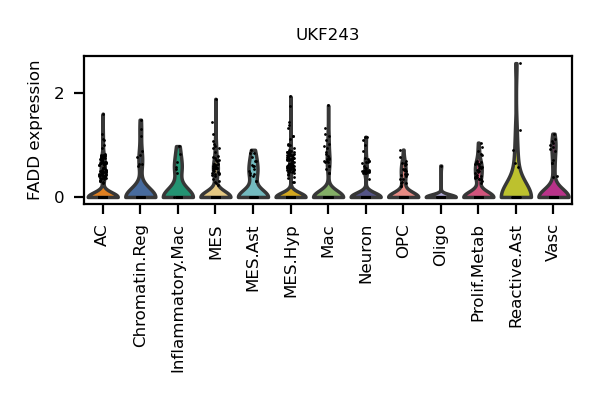 UKF243
FADD expression
2
0
AC
Chromatin.Reg
Inflammatory.Mac
MES
MES.Ast
MES.Hyp
Mac
Neuron
OPC
Oligo
Prolif.Metab
Reactive.Ast
Vasc